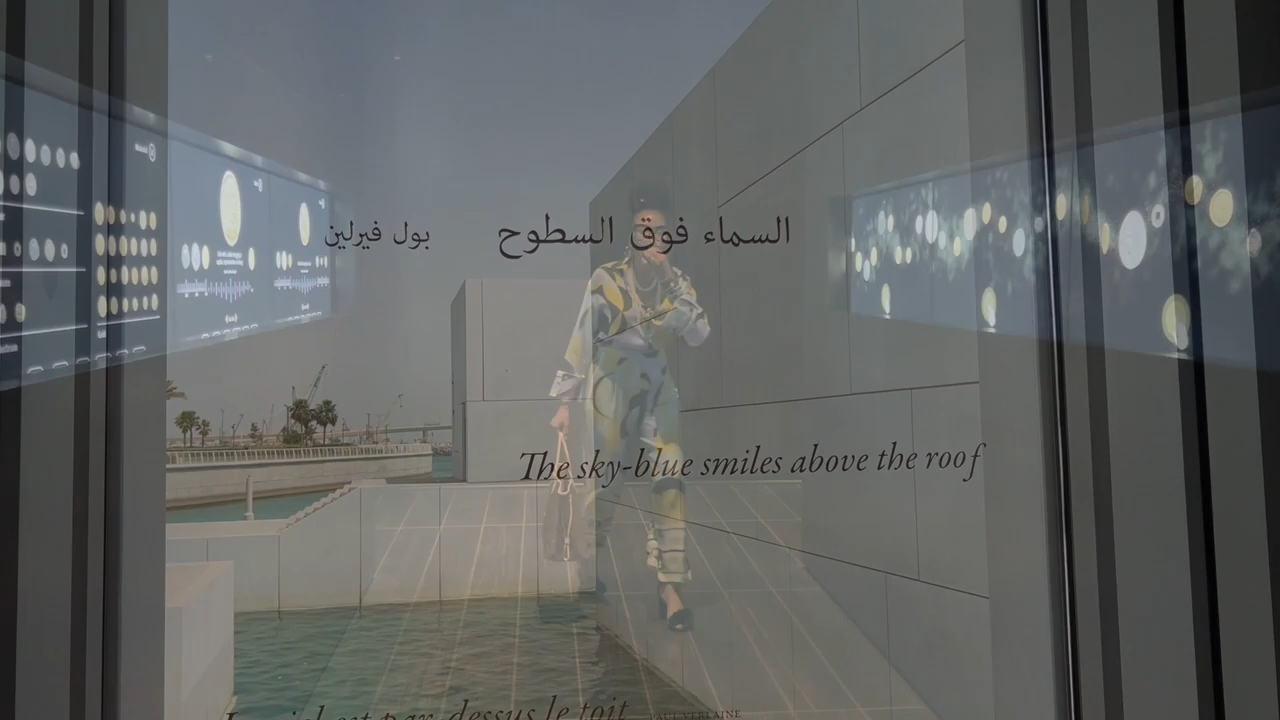 السماء فوق السطوح بول فيرلين
The sky-blue smiles above the roof
Le ciel est par-dessus le toit PAUL VERLAINE